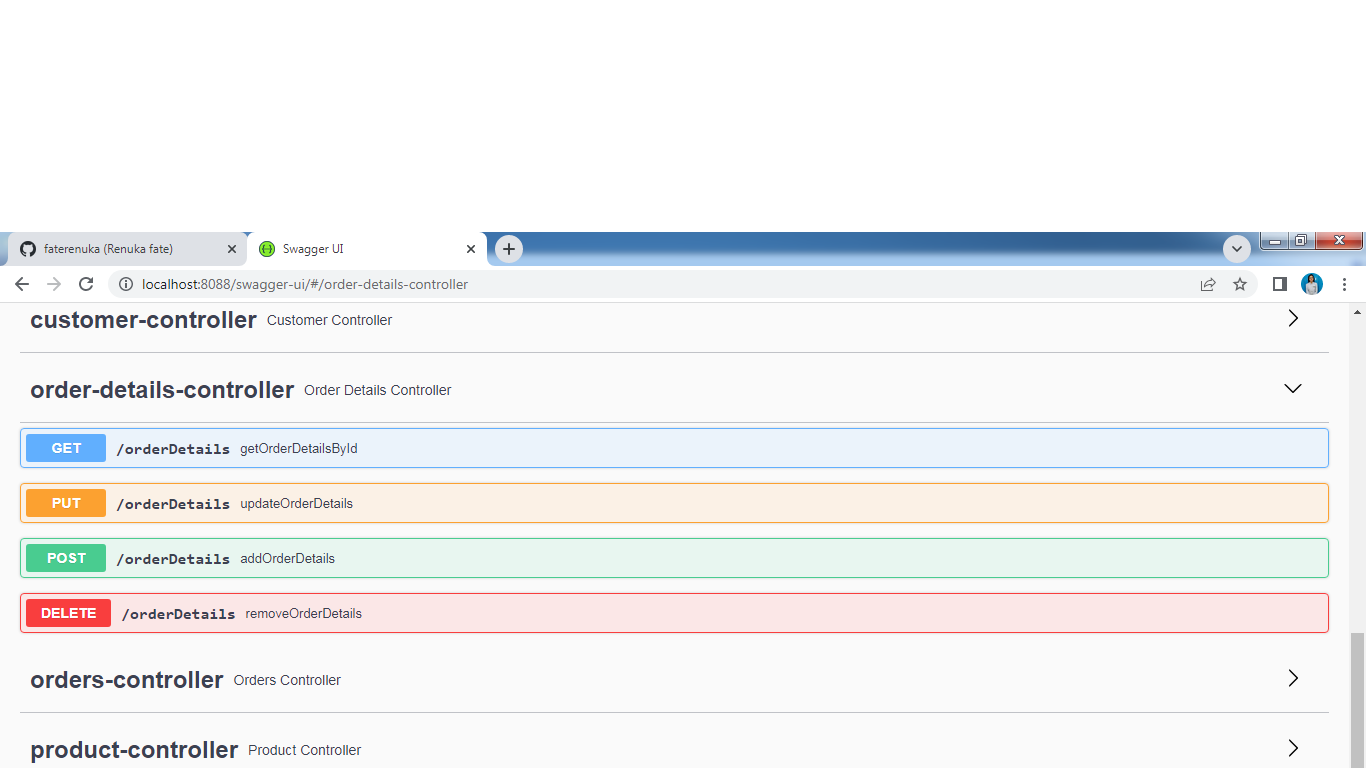 faterenuka (Renuka fate)
Swagger UI
localhost:8088/swagger-ui/#/order-details-controller
customer-controller Customer Controller
order-details-controller Order Details Controller
GET /orderDetails getOrderDetailsById
PUT /orderDetails updateOrderDetails
POST /orderDetails addOrderDetails
DELETE /orderDetails removeOrderDetails
orders-controller Orders Controller
product-controller Product Controller